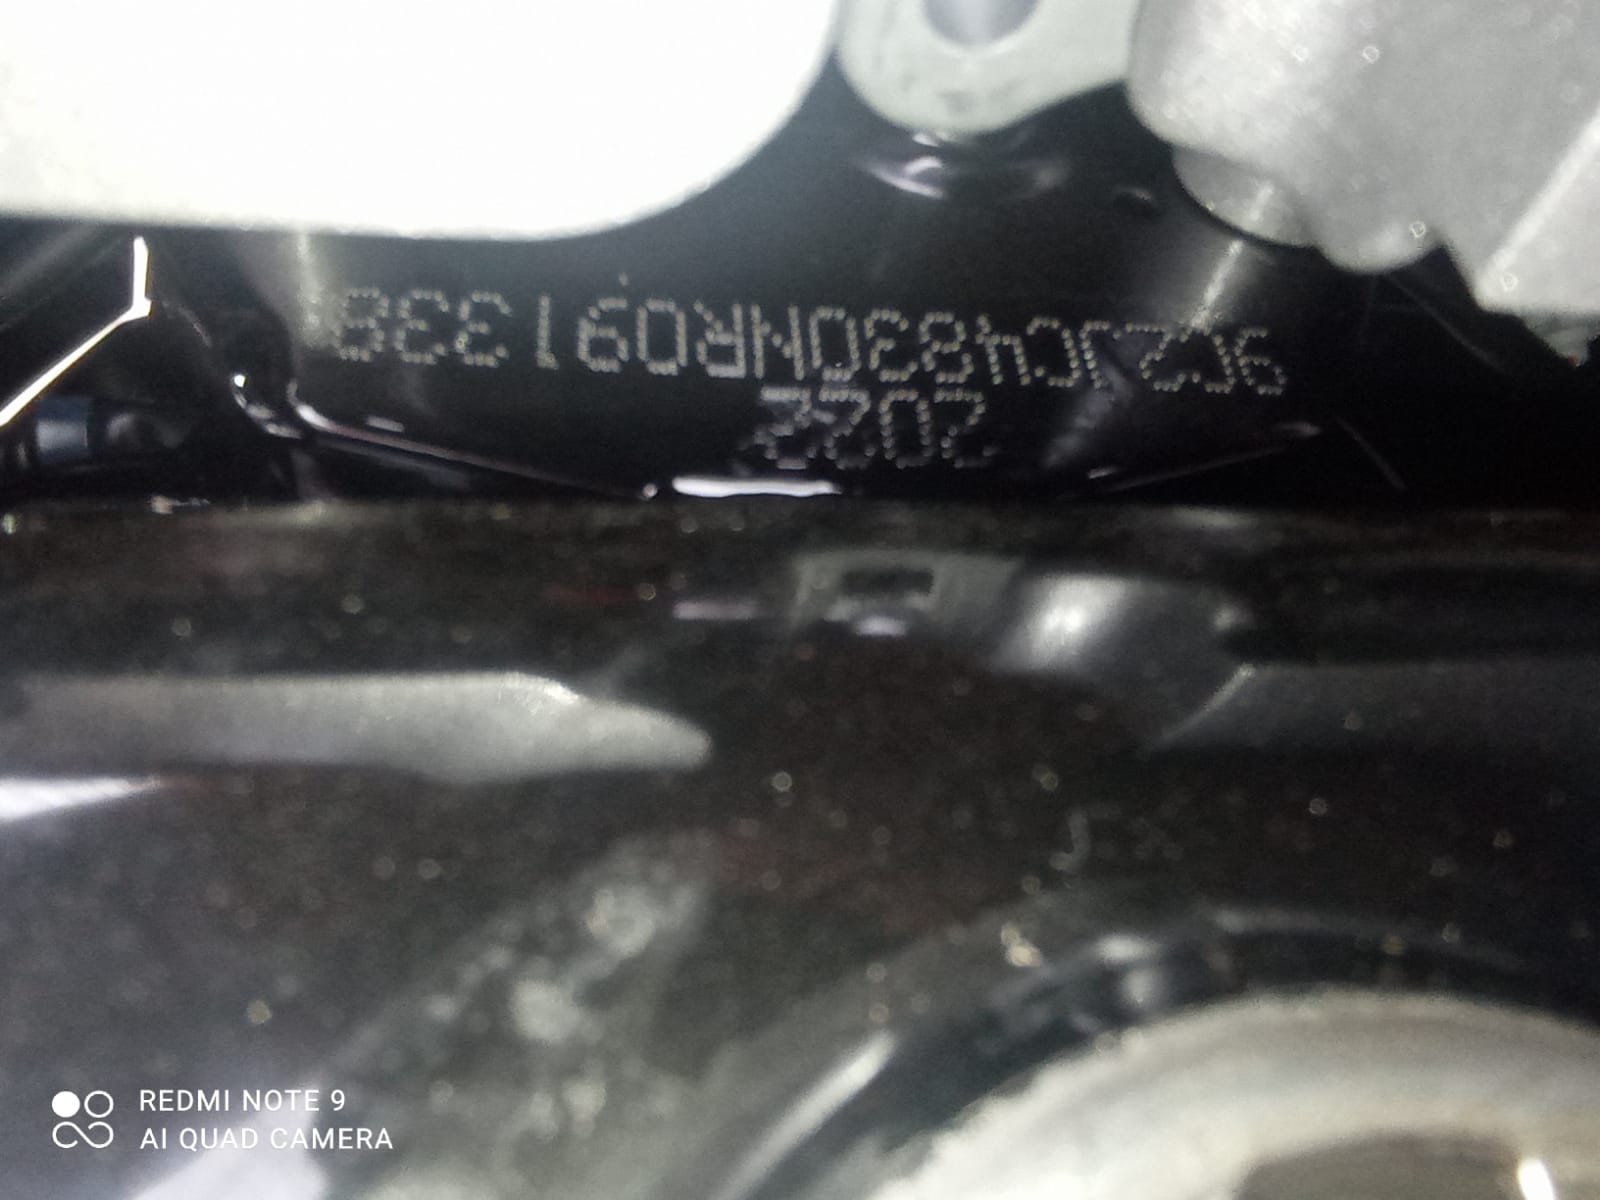 9C2JC4830NR091338
2022
REDMI NOTE 9
AI QUAD CAMERA